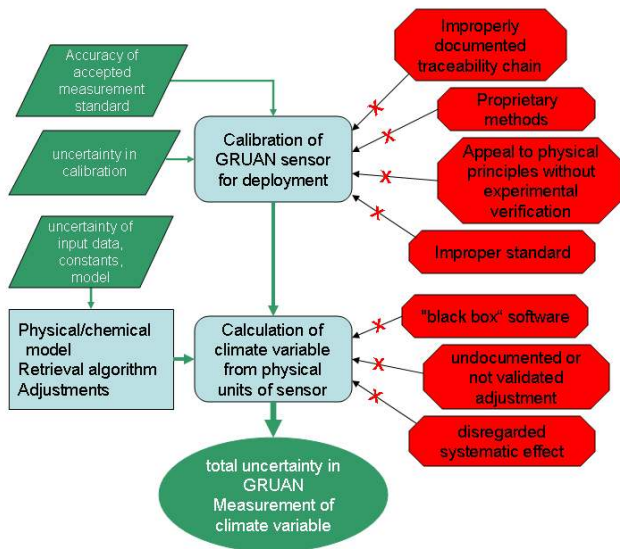 Accuracy of
accepted
measurement
standard
Improperly
documented
traceability chain
Proprietary
methods
uncertainty in
calibration
Calibration of
GRUAN sensor
for deployment
Appeal to physical
principles without
experimental
verification
Improper standard
uncertainty of
input data,
constants,
model
Physical/chemical
model
Retrieval algorithm
Adjustments
Calculation of
climate variable
from physical
units of sensor
"black box“ software
undocumented or
not validated
adjustment
disregarded
systematic effect
total uncertainty in
GRUAN
Measurement of
climate variable